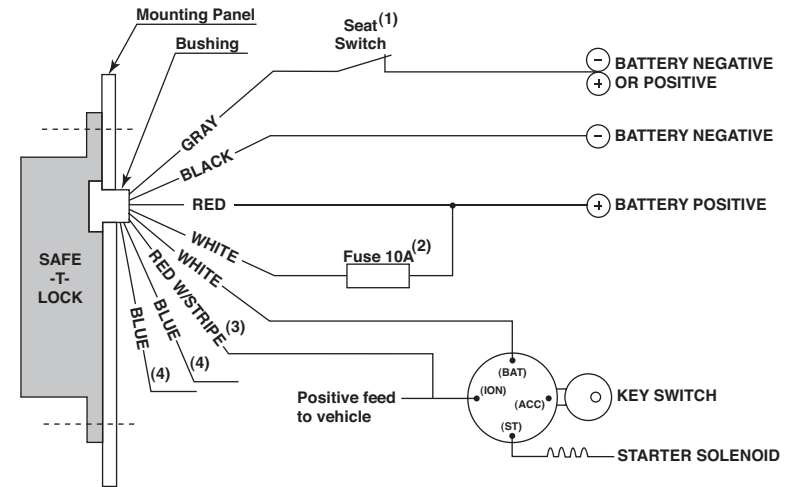 Mounting Panel
Bushing
Seat(1)
Switch
− BATTERY NEGATIVE
+ OR POSITIVE
GRAY
BLACK
− BATTERY NEGATIVE
RED
+ BATTERY POSITIVE
WHITE
Fuse 10A(2)
WHITE
RED W/STRIPE (3)
BLUE (4)
BLUE (4)
SAFE
-T-
LOCK
(BAT)
(ION)
(ACC)
(ST)
KEY SWITCH
Positive feed
to vehicle
STARTER SOLENOID